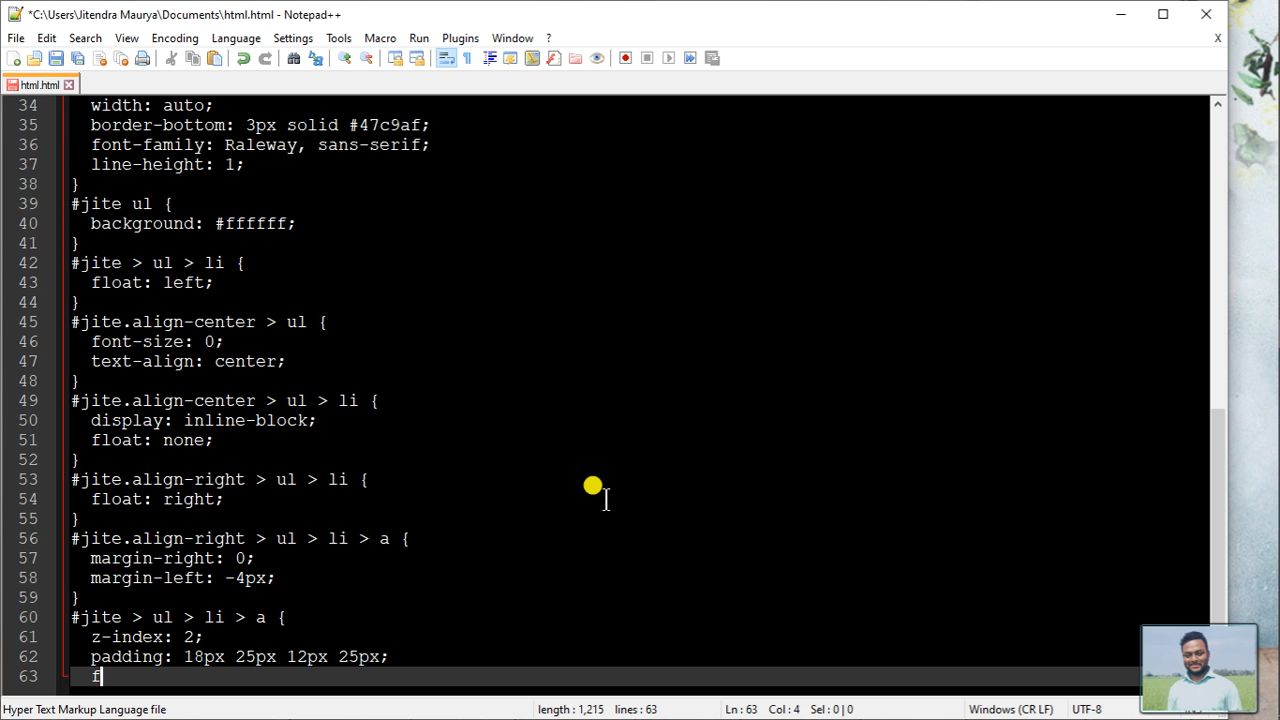 *C:\Users\Jitendra Maurya\Documents\html.html - Notepad++
File Edit Search View Encoding Language Settings Tools Macro Run Plugins Window ? X
html.html
34 width: auto;
35 border-bottom: 3px solid #47c9af;
36 font-family: Raleway, sans-serif;
37 line-height: 1;
38 }
39 #jite ul {
40 background: #ffffff;
41 }
42 #jite > ul > li {
43 float: left;
44 }
45 #jite.align-center > ul {
46 font-size: 0;
47 text-align: center;
48 }
49 #jite.align-center > ul > li {
50 display: inline-block;
51 float: none;
52 }
53 #jite.align-right > ul > li {
54 float: right;
55 }
56 #jite.align-right > ul > li > a {
57 margin-right: 0;
58 margin-left: -4px;
59 }
60 #jite > ul > li > a {
61 z-index: 2;
62 padding: 18px 25px 12px 25px;
63 f
Hyper Text Markup Language file length : 1,215 lines : 63 Ln : 63 Col : 4 Sel : 0 | 0 Windows (CR LF) UTF-8